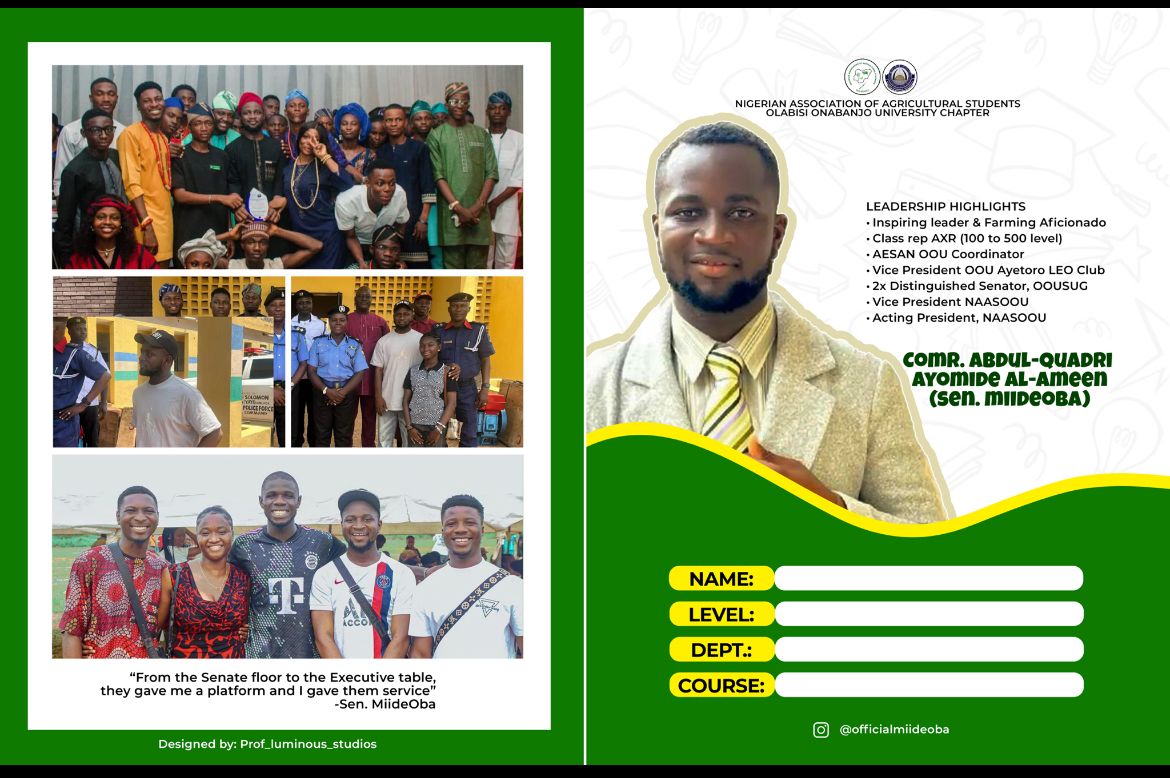 SOLOMON
POLICE FORCE
“From the Senate floor to the Executive table,
they gave me a platform and I gave them service”
-Sen. MiideOba
Designed by: Prof_luminous_studios
NIGERIAN ASSOCIATION OF AGRICULTURAL STUDENTS
OLABISI ONABANJO UNIVERSITY CHAPTER
LEADERSHIP HIGHLIGHTS
• Inspiring leader & Farming Aficionado
• Class rep AXR (100 to 500 level)
• AESAN OOU Coordinator
• Vice President OOU Ayetoro LEO Club
• 2x Distinguished Senator, OOUSUG
• Vice President NAASOOU
• Acting President, NAASOOU
COMR. ABDUL-QUADRI
AYOMIDE AL-AMEEN
(SEN. MIIDEOBA)
NAME:
LEVEL:
DEPT.:
COURSE:
@officialmiideoba